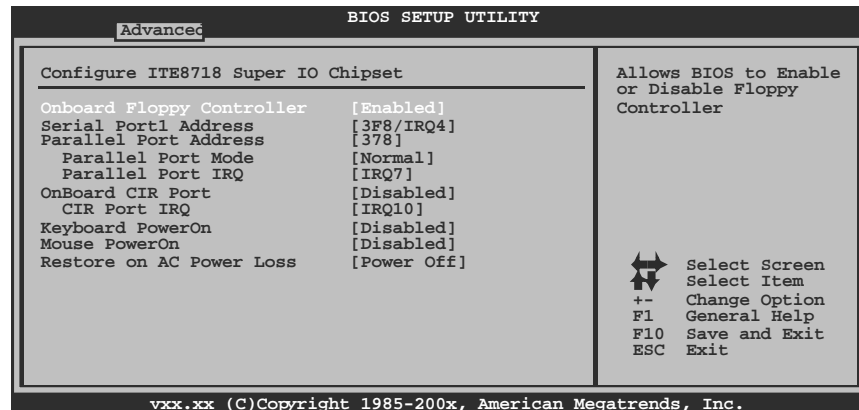 BIOS SETUP UTILITY
Advanced
Configure ITE8718 Super IO Chipset
Onboard Floppy Controller [Enabled]
Serial Port1 Address [3F8/IRQ4]
Parallel Port Address [378]
Parallel Port Mode [Normal]
Parallel Port IRQ [IRQ7]
OnBoard CIR Port [Disabled]
CIR Port IRQ [IRQ10]
Keyboard PowerOn [Disabled]
Mouse PowerOn [Disabled]
Restore on AC Power Loss [Power Off]
Allows BIOS to Enable
or Disable Floppy
Controller
Select Screen
Select Item
+- Change Option
F1 General Help
F10 Save and Exit
ESC Exit
vxx.xx (C)Copyright 1985-200x, American Megatrends, Inc.